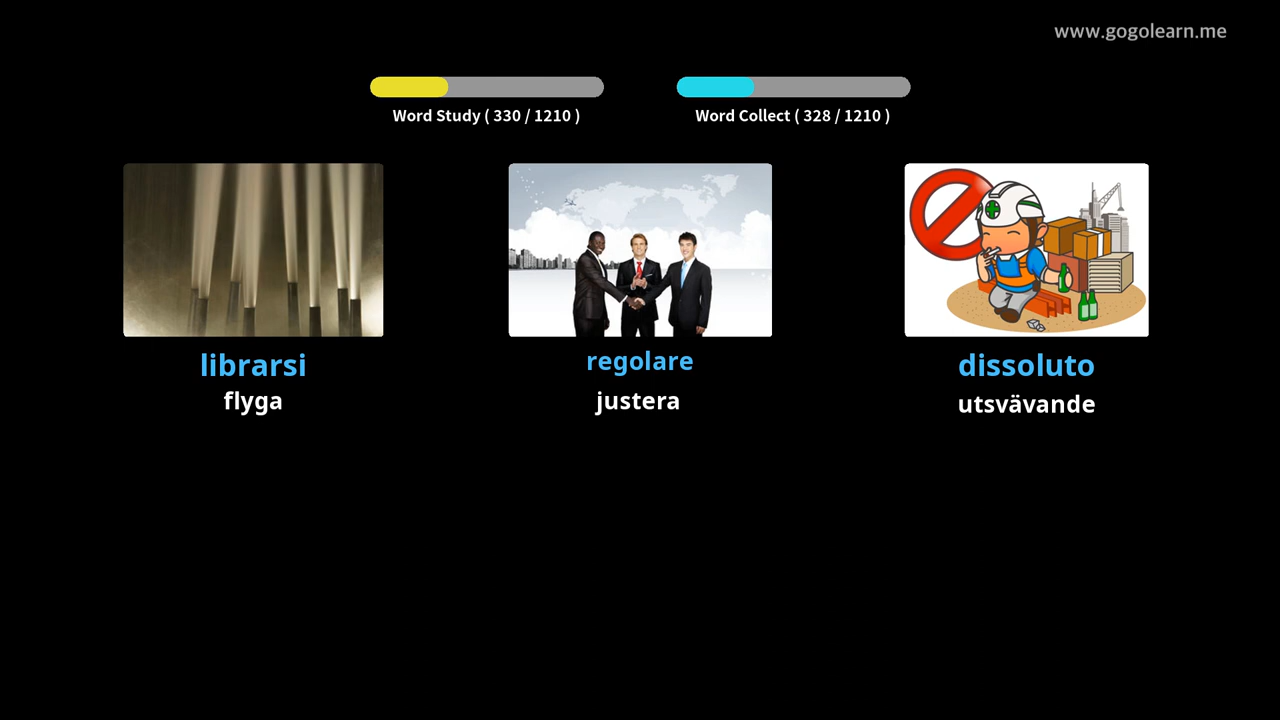 www.gogolearn.me
Word Study ( 330 / 1210 )
Word Collect ( 328 / 1210 )
librarsi
flyga
regolare
justera
dissoluto
utsvävande